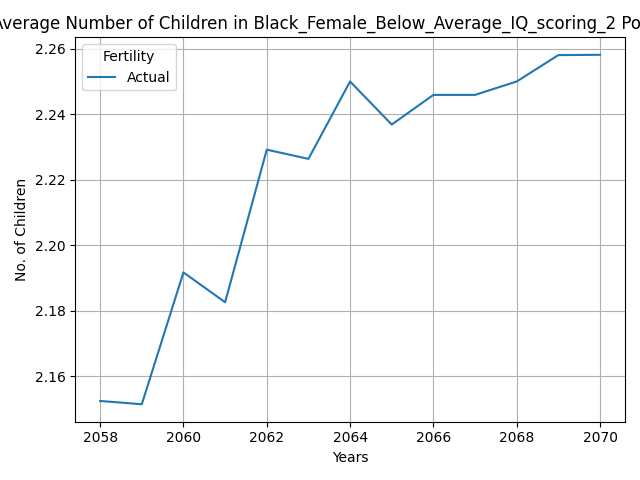 verage Number of Children in Black_Female_Below_Average_IQ_scoring_2 Po
Fertility
Actual
2.26
2.24
2.22
2.20
2.18
2.16
No. of Children
2058 2060 2062 2064 2066 2068 2070
Years